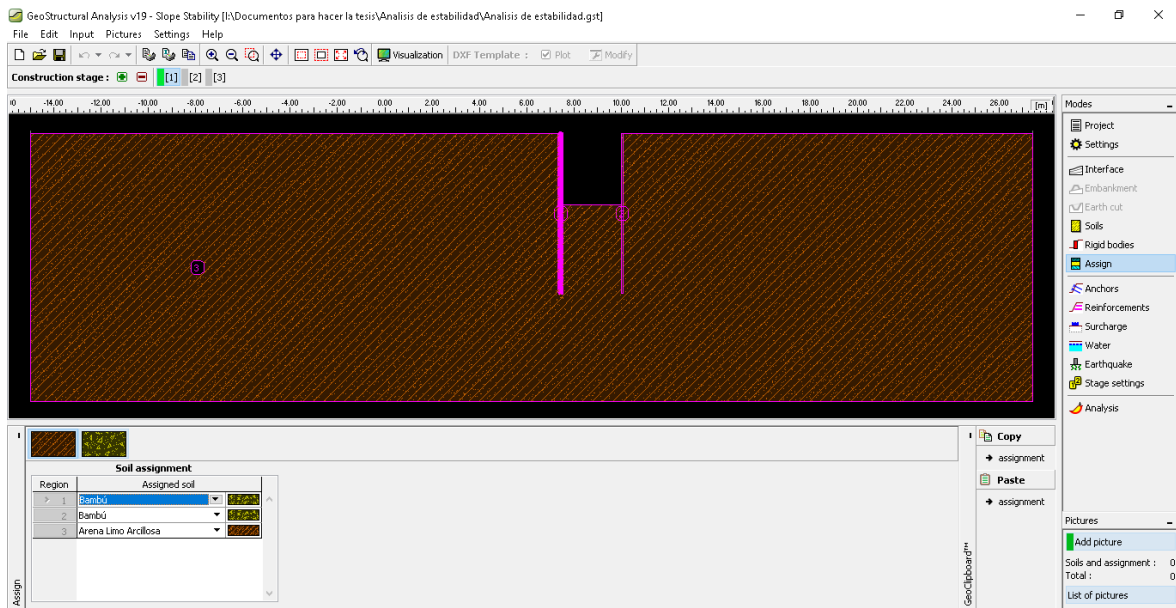 GeoStructural Analysis v19 - Slope Stability [I:\Documentos para hacer la tesis\Analisis de estabilidad\Analisis de estabilidad.gst]
File Edit Input Pictures Settings Help
Visualization DXF Template : Plot Modify
Construction stage : [1] [2] [3]
-14.00 -12.00 -10.00 -8.00 -6.00 -4.00 -2.00 0.00 2.00 4.00 6.00 8.00 10.00 12.00 14.00 16.00 18.00 20.00 22.00 24.00 26.00 [m]
3
Modes
Project
Settings
Interface
Embankment
Earth cut
Soils
Rigid bodies
Assign
Anchors
Reinforcements
Surcharge
Water
Earthquake
Stage settings
Analysis
Soil assignment
Region Assigned soil
1 Bambú
2 Bambú
3 Arena Limo Arcillosa
Assign
GeoClipboard™
Copy
assignment
Paste
assignment
Pictures
Add picture
Soils and assignment : 0
Total : 0
List of pictures